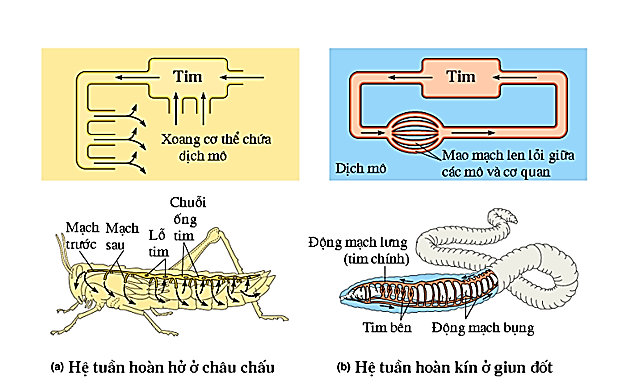 Tim
Xoang cơ thể chứa
dịch mô
Tim
Dịch mô
Mao mạch len lỏi giữa
các mô và cơ quan
Mạch
trước
Mạch
sau
Lỗ
tim
Chuỗi
ống
tim
Động mạch lưng
(tim chính)
Tim bên
Động mạch bụng
(a) Hệ tuần hoàn hở ở châu chấu
(b) Hệ tuần hoàn kín ở giun đốt